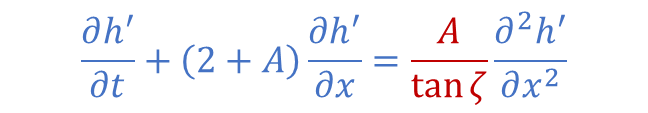 ∂h′/∂t + (2 + A) ∂h′/∂x = A/tan ζ ∂²h′/∂x²